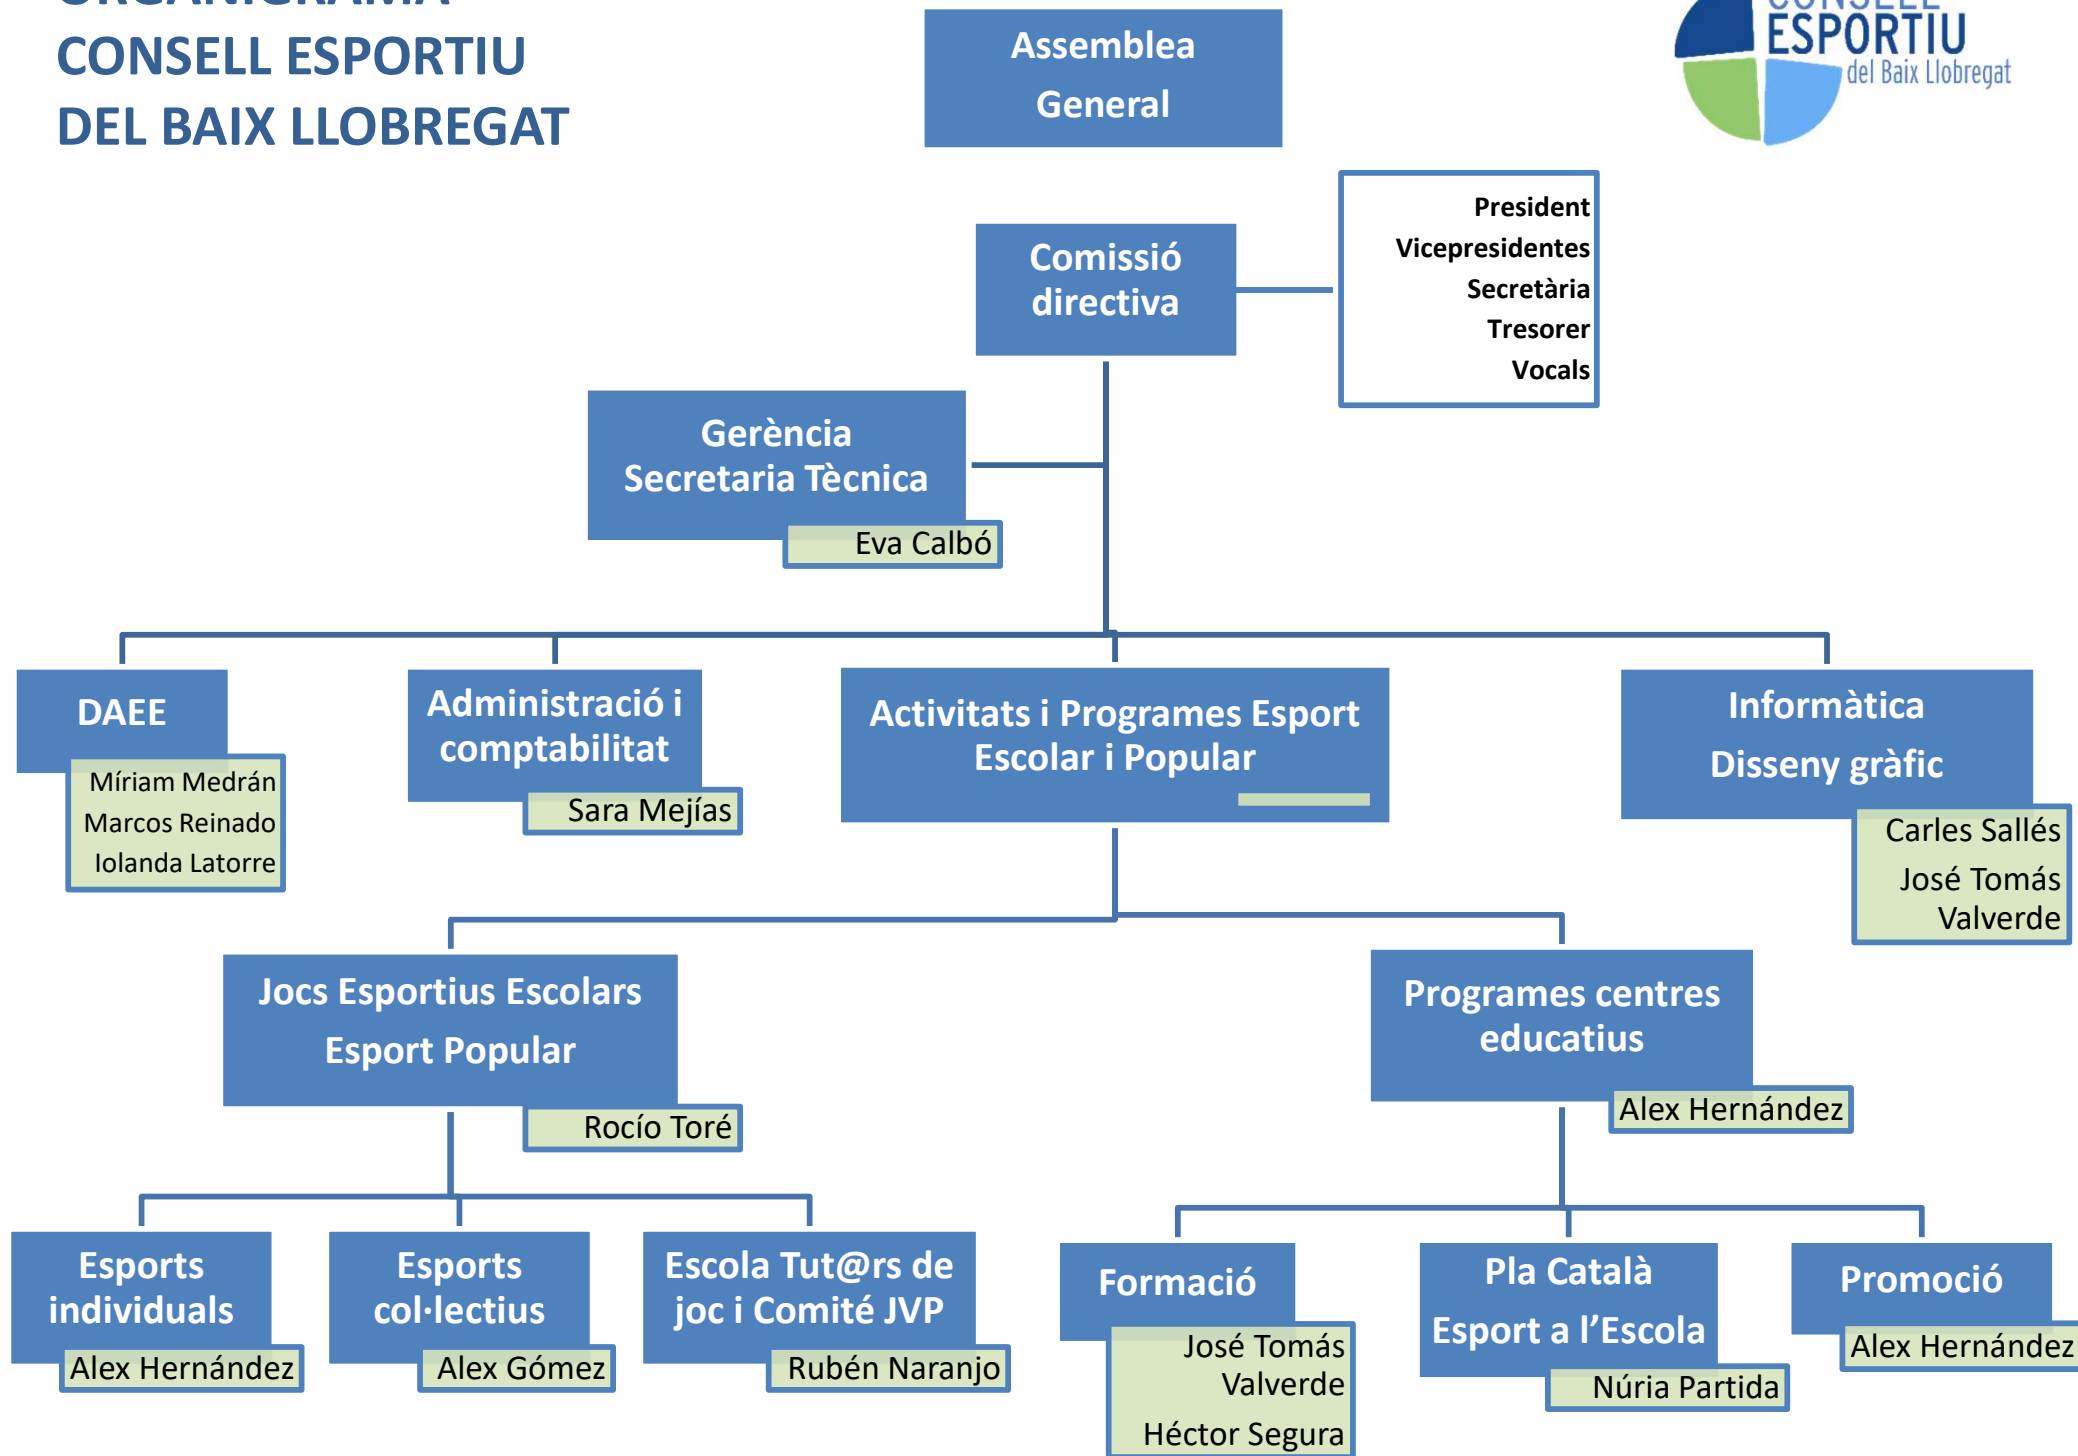 ORGANIGRAMA
CONSELL ESPORTIU
DEL BAIX LLOBREGAT
CONSELL
ESPORTIU
del Baix Llobregat
Assemblea
General
Comissió
directiva
President
Vicepresidentes
Secretària
Tresorer
Vocals
Gerència
Secretaria Tècnica
Eva Calbó
DAEE
Míriam Medrán
Marcos Reinado
Iolanda Latorre
Administració i
comptabilitat
Sara Mejías
Activitats i Programes Esport
Escolar i Popular
Informàtica
Disseny gràfic
Carles Sallés
José Tomás
Valverde
Jocs Esportius Escolars
Esport Popular
Rocío Toré
Programes centres
educatius
Alex Hernández
Esports
individuals
Alex Hernández
Esports
col·lectius
Alex Gómez
Escola Tut@rs de
joc i Comité JVP
Rubén Naranjo
Formació
José Tomás
Valverde
Héctor Segura
Pla Català
Esport a l’Escola
Núria Partida
Promoció
Alex Hernández